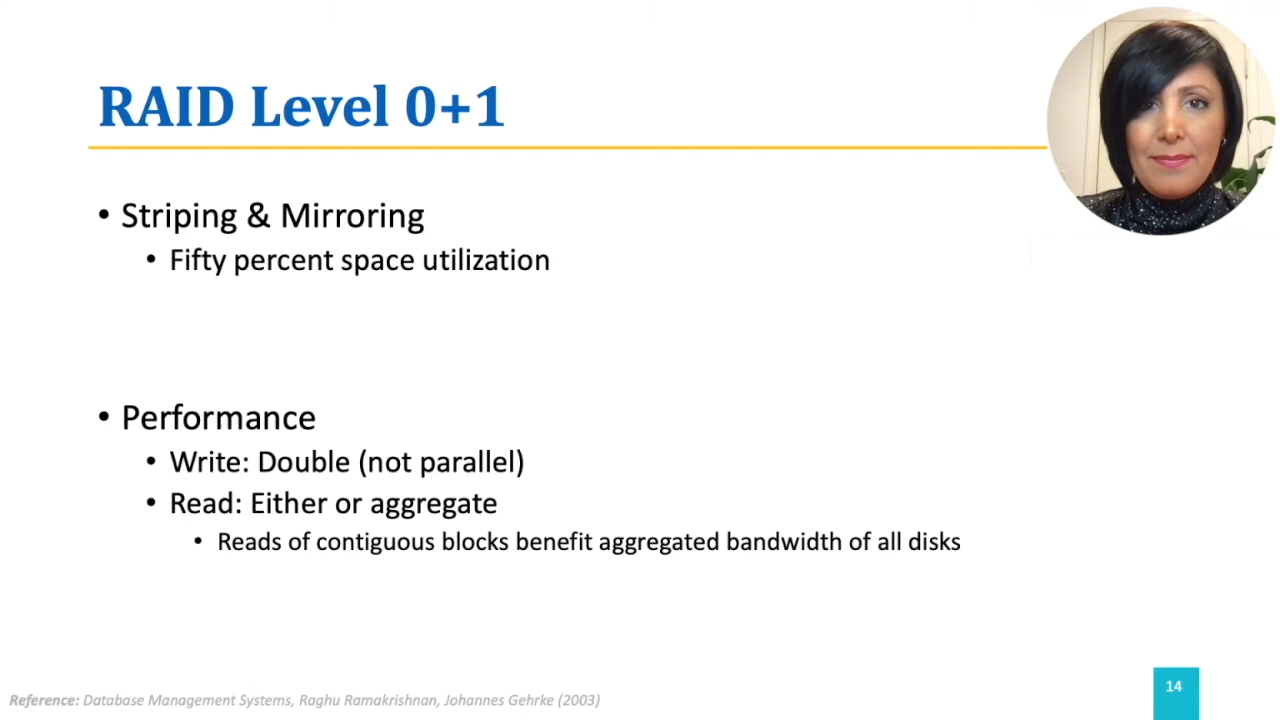 RAID Level 0+1
• Striping & Mirroring
• Fifty percent space utilization
• Performance
• Write: Double (not parallel)
• Read: Either or aggregate
• Reads of contiguous blocks benefit aggregated bandwidth of all disks
Reference: Database Management Systems, Raghu Ramakrishnan, Johannes Gehrke (2003)
14